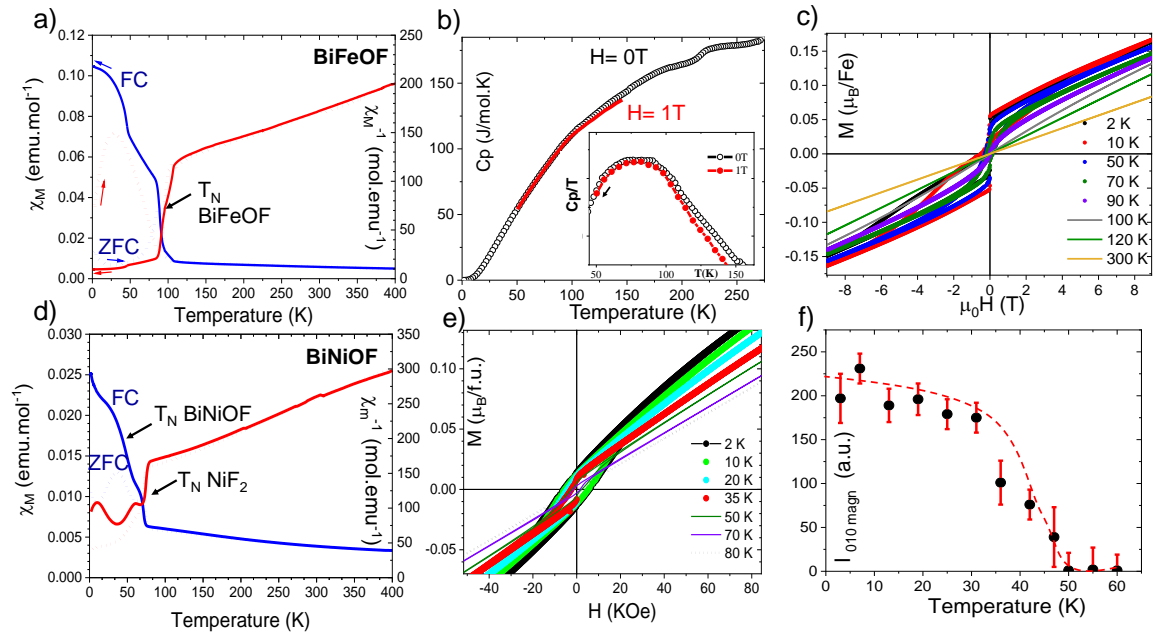 a)
BiFeOF
FC
ZFC
T_N
BiFeOF
χ_M (emu.mol⁻¹)
χ_M⁻¹ (mol.emu⁻¹)
0.12
0.10
0.08
0.06
0.04
0.02
0.00
250
200
150
100
50
0
0 50 100 150 200 250 300 350 400
Temperature (K)
b)
H= 0T
H= 1T
Cp (J/mol.K)
150
100
50
0
0 50 100 150 200 250
Temperature (K)
Cp/T
0T
1T
50 100 150
T(K)
c)
M (μ_B/Fe)
0.15
0.10
0.05
0.00
-0.05
-0.10
-0.15
2 K
10 K
50 K
70 K
90 K
100 K
120 K
300 K
-8 -6 -4 -2 0 2 4 6 8
μ₀H (T)
d)
BiNiOF
FC
ZFC
T_N BiNiOF
T_N NiF₂
χ_M (emu.mol⁻¹)
χ_m⁻¹ (mol.emu⁻¹)
0.030
0.025
0.020
0.015
0.010
0.005
0.000
350
300
250
200
150
100
50
0
0 50 100 150 200 250 300 350 400
Temperature (K)
e)
M (μ_B/f.u.)
0.10
0.05
0.00
-0.05
2 K
10 K
20 K
35 K
50 K
70 K
80 K
-40 -20 0 20 40 60 80
H (KOe)
f)
I_010 magn (a.u.)
250
200
150
100
50
0
0 10 20 30 40 50 60
Temperature (K)